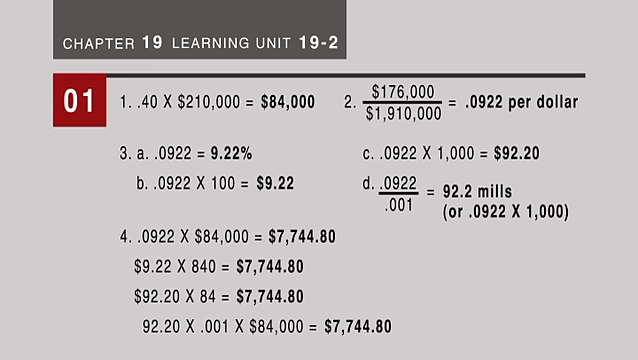 CHAPTER 19 LEARNING UNIT 19-2
01
1. .40 X $210,000 = $84,000
2. $176,000
$1,910,000
= .0922 per dollar
3. a. .0922 = 9.22%
c. .0922 X 1,000 = $92.20
b. .0922 X 100 = $9.22
d. .0922
.001
= 92.2 mills
(or .0922 X 1,000)
4. .0922 X $84,000 = $7,744.80
$9.22 X 840 = $7,744.80
$92.20 X 84 = $7,744.80
92.20 X .001 X $84,000 = $7,744.80